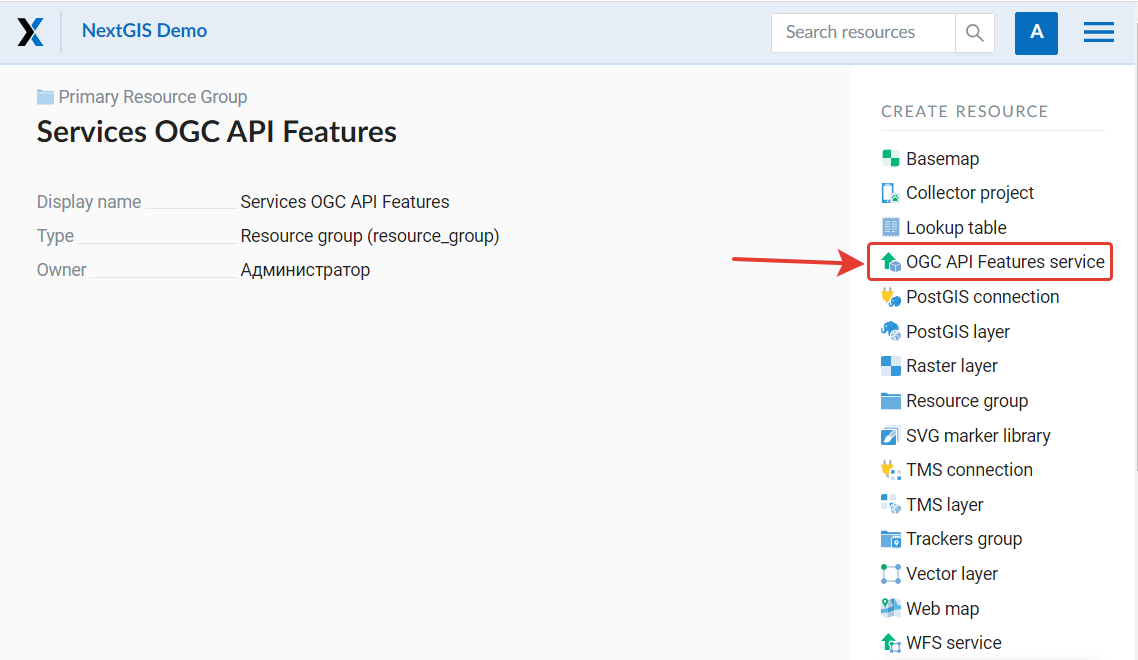 NextGIS Demo
Search resources
A
Primary Resource Group
Services OGC API Features
Display name Services OGC API Features
Type Resource group (resource_group)
Owner Администратор
CREATE RESOURCE
Basemap
Collector project
Lookup table
OGC API Features service
PostGIS connection
PostGIS layer
Raster layer
Resource group
SVG marker library
TMS connection
TMS layer
Trackers group
Vector layer
Web map
WFS service